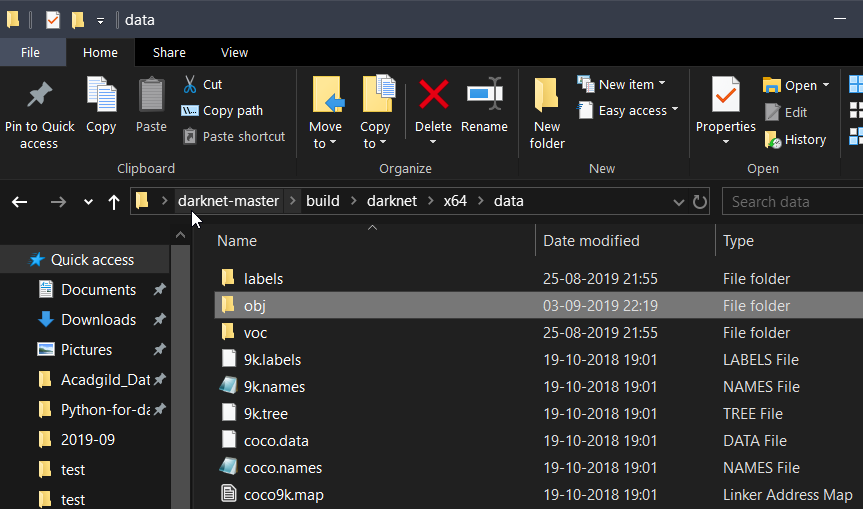 data
File Home Share View
Pin to Quick access
Copy
Paste
Cut
Copy path
Paste shortcut
Clipboard
Move to
Copy to
Delete
Rename
Organize
New folder
New item
Easy access
New
Properties
Open
Edit
History
Open
darknet-master > build > darknet > x64 > data
Search data
Quick access
Documents
Downloads
Pictures
Acadgild_Dat
Python-for-da
2019-09
test
test
Name Date modified Type
labels 25-08-2019 21:55 File folder
obj 03-09-2019 22:19 File folder
voc 25-08-2019 21:55 File folder
9k.labels 19-10-2018 19:01 LABELS File
9k.names 19-10-2018 19:01 NAMES File
9k.tree 19-10-2018 19:01 TREE File
coco.data 19-10-2018 19:01 DATA File
coco.names 19-10-2018 19:01 NAMES File
coco9k.map 19-10-2018 19:01 Linker Address Map